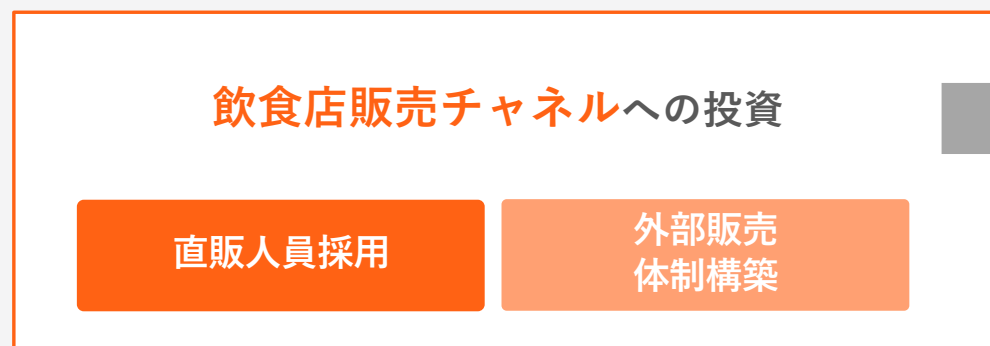 飲食店販売チャネルへの投資
直販人員採用
外部販売
体制構築